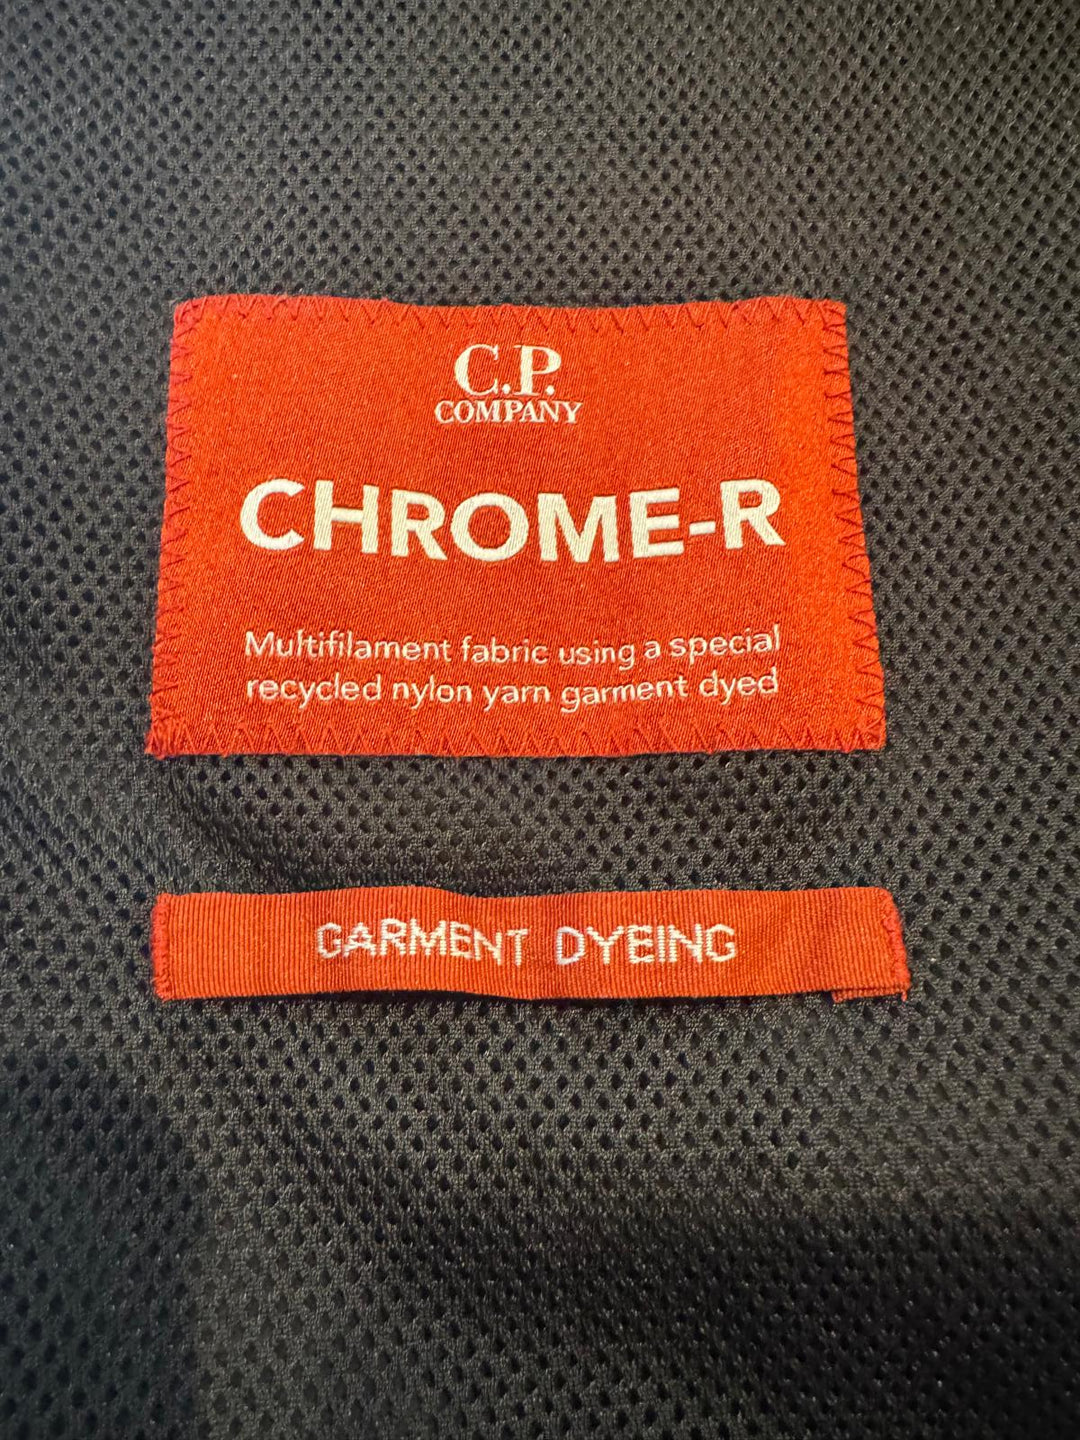 C.P.
COMPANY
CHROME-R
Multifilament fabric using a special
recycled nylon yarn garment dyed
GARMENT DYEING